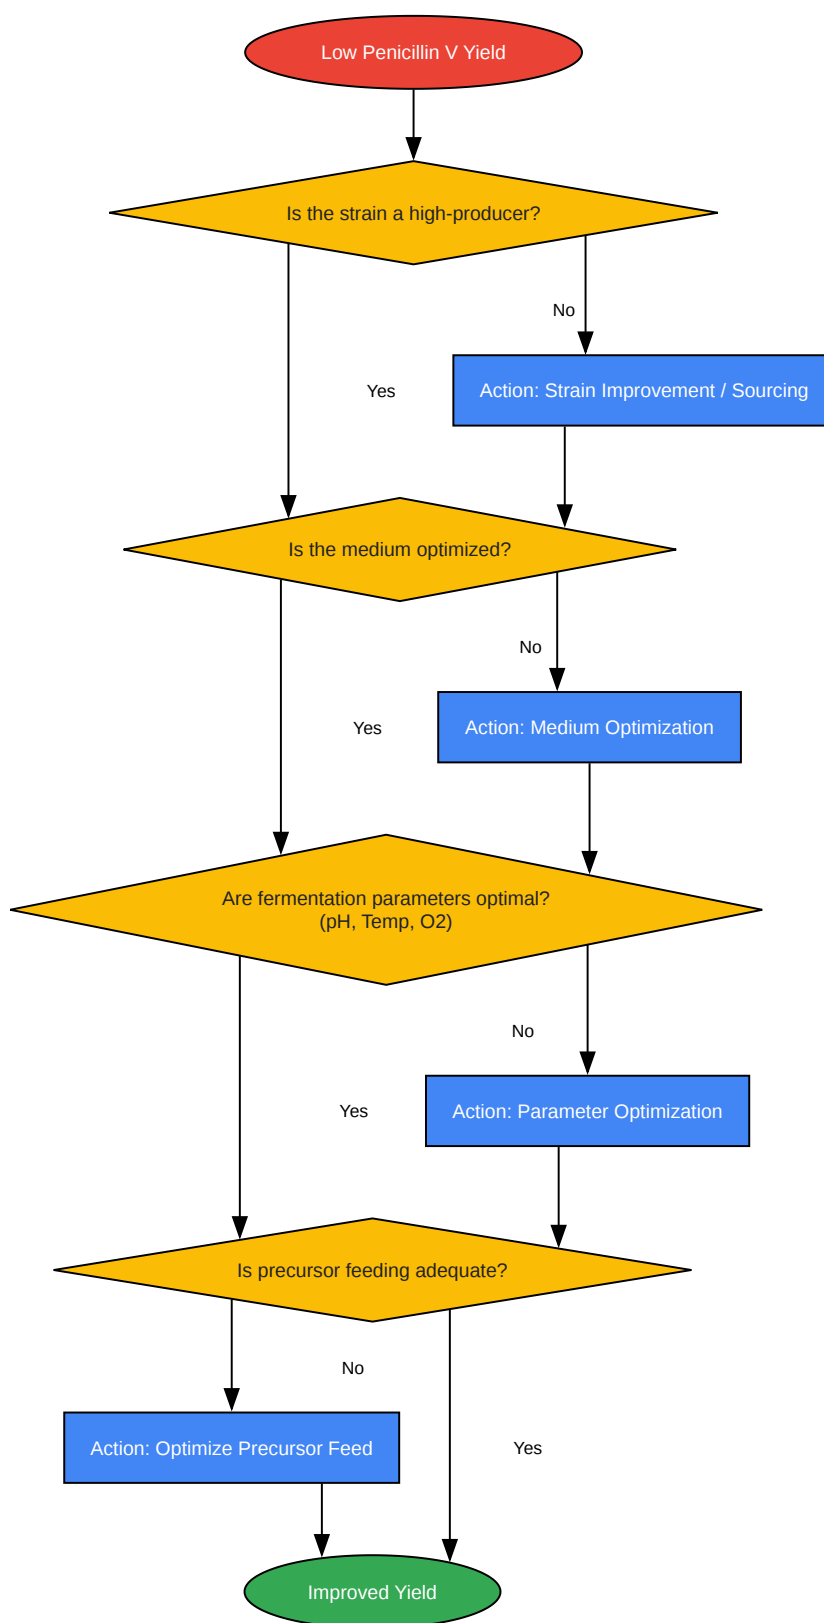 Low Penicillin V Yield
Is the strain a high-producer?
No
Yes
Action: Strain Improvement / Sourcing
Is the medium optimized?
No
Yes
Action: Medium Optimization
Are fermentation parameters optimal?
(pH, Temp, O2)
No
Yes
Action: Parameter Optimization
Is precursor feeding adequate?
No
Action: Optimize Precursor Feed
Yes
Improved Yield